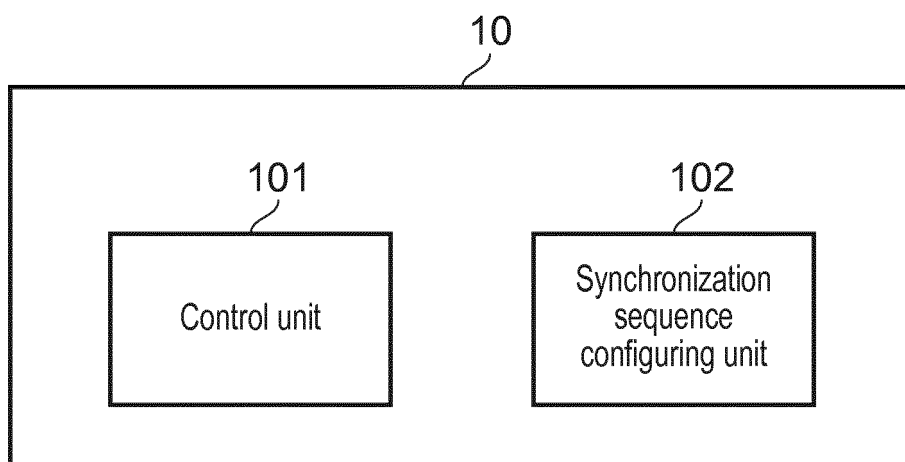 10
101
102
Control unit
Synchronization
sequence
configuring unit